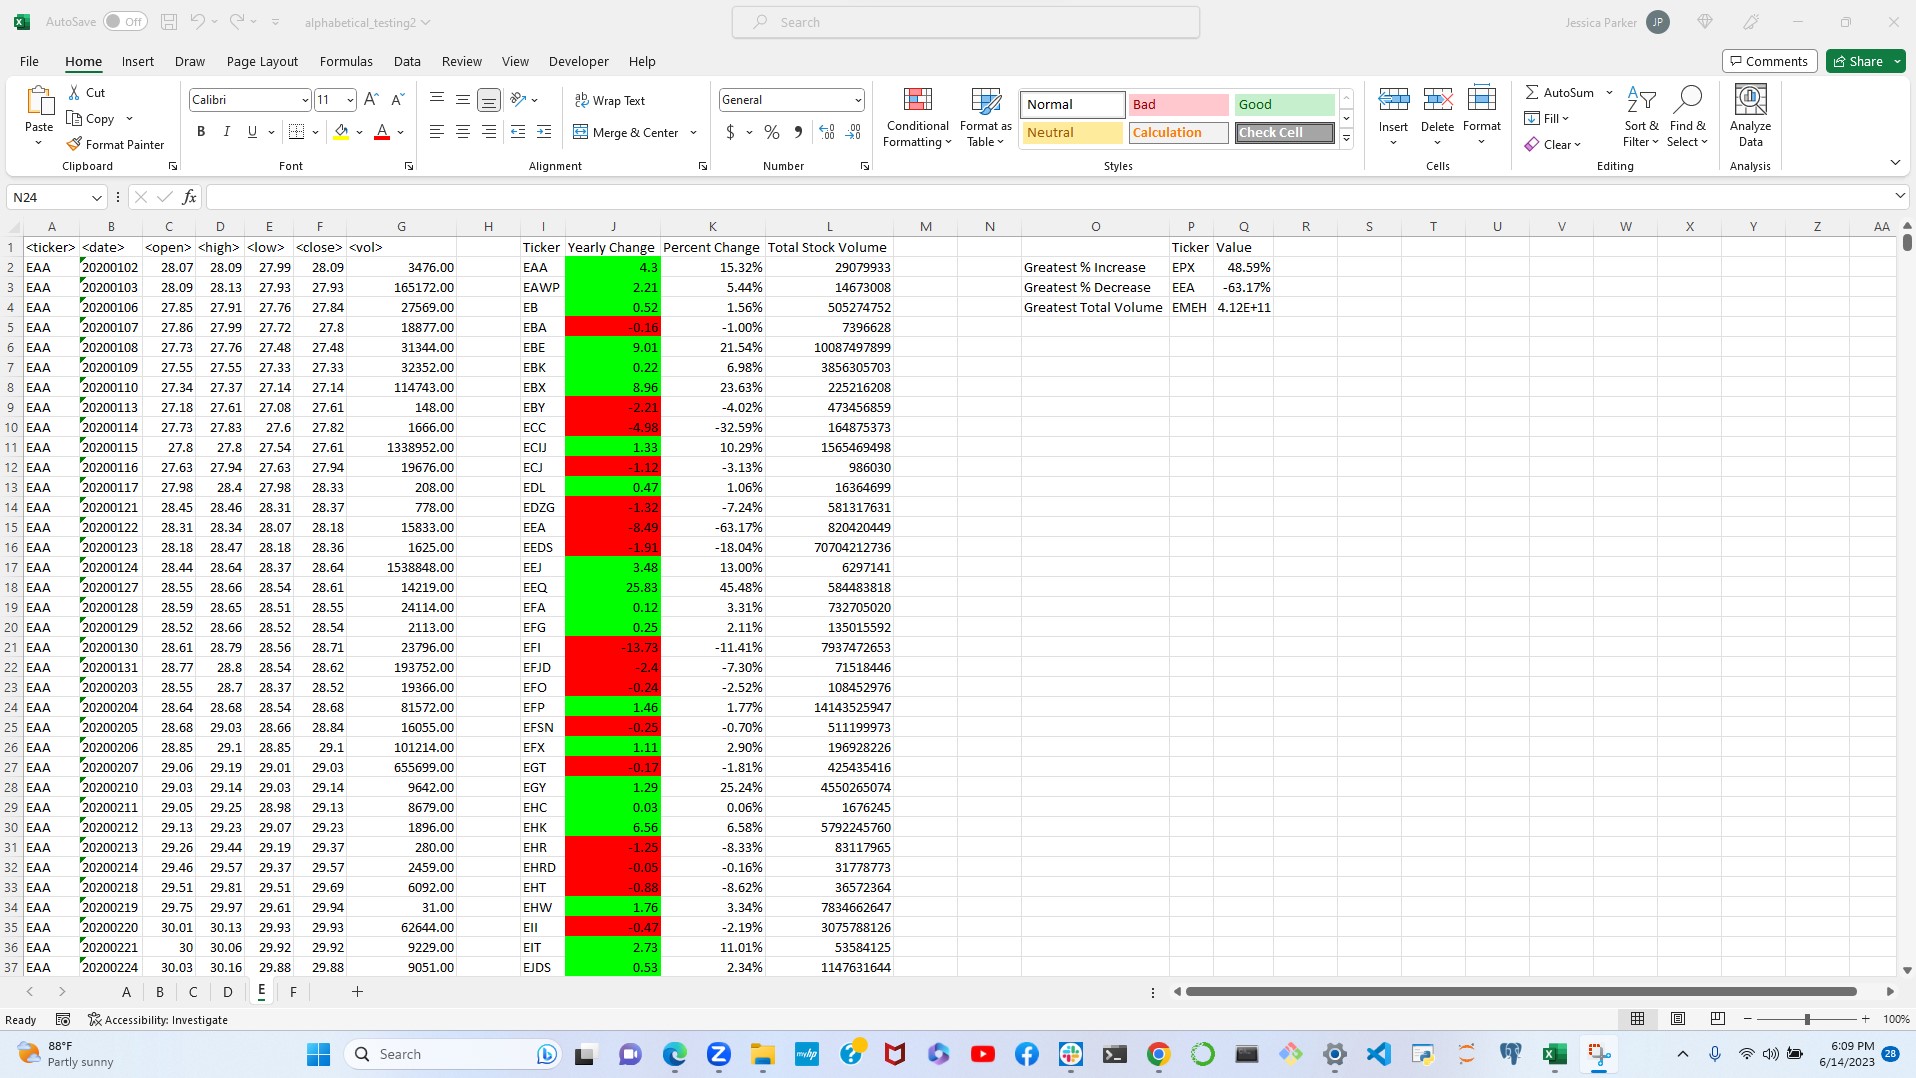 AutoSave Off alphabetical_testing2 Search Jessica Parker JP
File Home Insert Draw Page Layout Formulas Data Review View Developer Help Comments Share
Paste Cut Copy Format Painter Clipboard
Calibri 11 B I U A Font
Wrap Text Merge & Center Alignment
General $ % Number
Conditional Formatting Format as Table Normal Bad Good Neutral Calculation Check Cell Styles
Insert Delete Format Cells
AutoSum Fill Clear Sort & Filter Find & Select Editing
Analyze Data Analysis
N24 fx
A B C D E F G H I J K L M N O P Q R S T U V W X Y Z AA
1 <ticker> <date> <open> <high> <low> <close> <vol> Ticker Yearly Change Percent Change Total Stock Volume Ticker Value
2 EAA 20200102 28.07 28.09 27.99 28.09 3476.00 EAA 4.3 15.32% 29079933 Greatest % Increase EPX 48.59%
3 EAA 20200103 28.09 28.13 27.93 27.93 165172.00 EAWP 2.21 5.44% 14673008 Greatest % Decrease EEA -63.17%
4 EAA 20200106 27.85 27.91 27.76 27.84 27569.00 EB 0.52 1.56% 505274752 Greatest Total Volume EMEH 4.12E+11
5 EAA 20200107 27.86 27.99 27.72 27.8 18877.00 EBA -0.16 -1.00% 7396628
6 EAA 20200108 27.73 27.76 27.48 27.48 31344.00 EBE 9.01 21.54% 10087497899
7 EAA 20200109 27.55 27.55 27.33 27.33 32352.00 EBK 0.22 6.98% 3856305703
8 EAA 20200110 27.34 27.37 27.14 27.14 114743.00 EBX 8.96 23.63% 225216208
9 EAA 20200113 27.18 27.61 27.08 27.61 148.00 EBY -2.21 -4.02% 473456859
10 EAA 20200114 27.73 27.83 27.6 27.82 1666.00 ECC -4.98 -32.59% 164875373
11 EAA 20200115 27.8 27.8 27.54 27.61 1338952.00 ECIJ 1.33 10.29% 1565469498
12 EAA 20200116 27.63 27.94 27.63 27.94 19676.00 ECJ -1.12 -3.13% 986030
13 EAA 20200117 27.98 28.4 27.98 28.33 208.00 EDL 0.47 1.06% 16364699
14 EAA 20200121 28.45 28.46 28.31 28.37 778.00 EDZG -1.32 -7.24% 581317631
15 EAA 20200122 28.31 28.34 28.07 28.18 15833.00 EEA -8.49 -63.17% 820420449
16 EAA 20200123 28.18 28.47 28.18 28.36 1625.00 EEDS -1.91 -18.04% 70704212736
17 EAA 20200124 28.44 28.64 28.37 28.64 1538848.00 EEJ 3.48 13.00% 6297141
18 EAA 20200127 28.55 28.66 28.54 28.61 14219.00 EEQ 25.83 45.48% 584483818
19 EAA 20200128 28.59 28.65 28.51 28.55 24114.00 EFA 0.12 3.31% 732705020
20 EAA 20200129 28.52 28.66 28.52 28.54 2113.00 EFG 0.25 2.11% 135015592
21 EAA 20200130 28.61 28.79 28.56 28.71 23796.00 EFI -13.73 -11.41% 7937472653
22 EAA 20200131 28.77 28.8 28.54 28.62 193752.00 EFJD -2.4 -7.30% 71518446
23 EAA 20200203 28.55 28.7 28.37 28.52 19366.00 EFO -0.24 -2.52% 108452976
24 EAA 20200204 28.64 28.68 28.54 28.68 81572.00 EFP 1.46 1.77% 14143525947
25 EAA 20200205 28.68 29.03 28.66 28.84 16055.00 EFSN -0.25 -0.70% 511199973
26 EAA 20200206 28.85 29.1 28.85 29.1 101214.00 EFX 1.11 2.90% 196928226
27 EAA 20200207 29.06 29.19 29.01 29.03 655699.00 EGT -0.17 -1.81% 425435416
28 EAA 20200210 29.03 29.14 29.03 29.14 9642.00 EGY 1.29 25.24% 4550265074
29 EAA 20200211 29.05 29.25 28.98 29.13 8679.00 EHC 0.03 0.06% 1676245
30 EAA 20200212 29.13 29.23 29.07 29.23 1896.00 EHK 6.56 6.58% 5792245760
31 EAA 20200213 29.26 29.44 29.19 29.37 280.00 EHR -1.25 -8.33% 83117965
32 EAA 20200214 29.46 29.57 29.37 29.57 2459.00 EHRD -0.05 -0.16% 31778773
33 EAA 20200218 29.51 29.81 29.51 29.69 6092.00 EHT -0.88 -8.62% 36572364
34 EAA 20200219 29.75 29.97 29.61 29.94 31.00 EHW 1.76 3.34% 7834662647
35 EAA 20200220 30.01 30.13 29.93 29.93 62644.00 EII -0.47 -2.19% 3075788126
36 EAA 20200221 30 30.06 29.92 29.92 9229.00 EIT 2.73 11.01% 53584125
37 EAA 20200224 30.03 30.16 29.88 29.88 9051.00 EJDS 0.53 2.34% 1147631644
A B C D E F
Ready Accessibility: Investigate 100%
88°F Partly sunny Search myhp 6:09 PM 6/14/2023 28